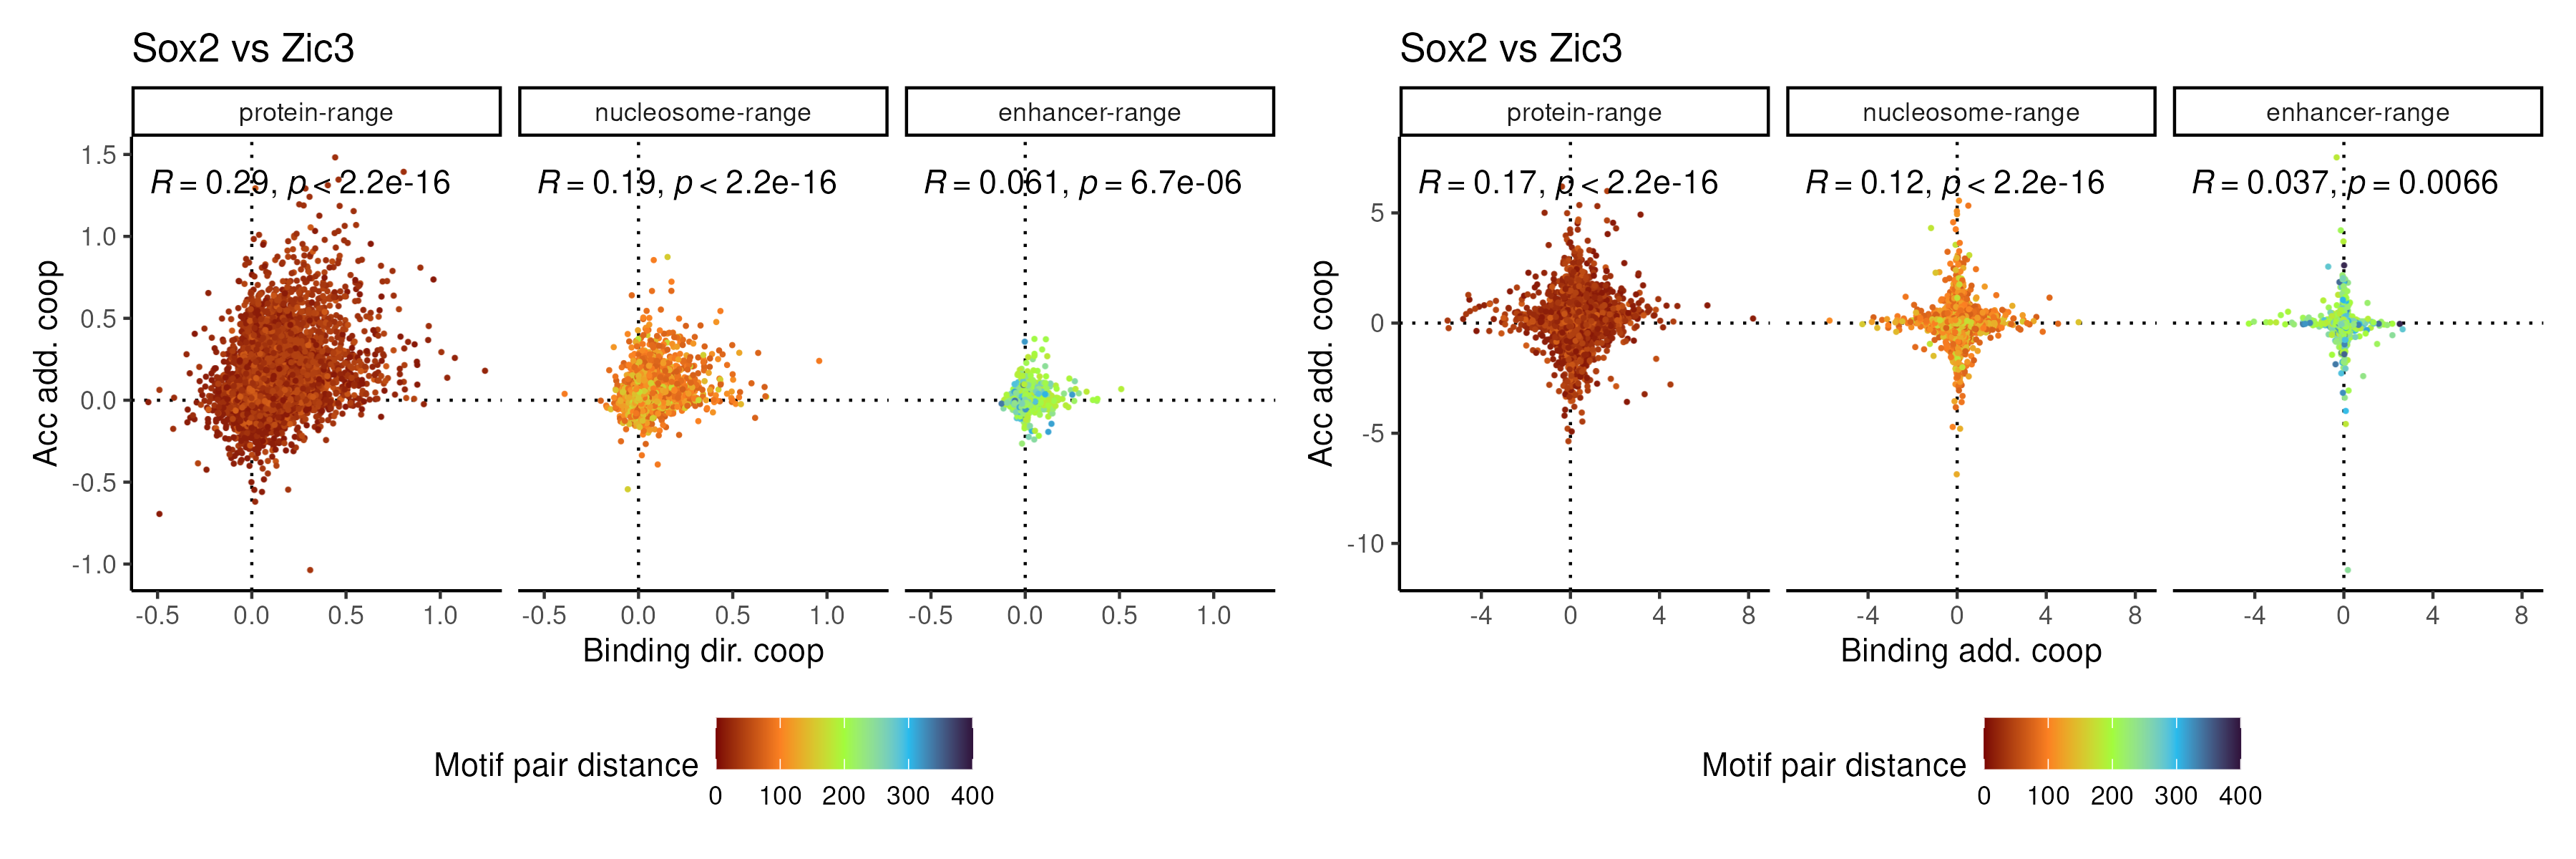 Sox2 vs Zic3
protein-range nucleosome-range enhancer-range
R = 0.29, p < 2.2e-16 R = 0.19, p < 2.2e-16 R = 0.061, p = 6.7e-06
Acc add. coop
1.5
1.0
0.5
0.0
-0.5
-1.0
-0.5 0.0 0.5 1.0 -0.5 0.0 0.5 1.0 -0.5 0.0 0.5 1.0
Binding dir. coop
Motif pair distance
0 100 200 300 400
Sox2 vs Zic3
protein-range nucleosome-range enhancer-range
R = 0.17, p < 2.2e-16 R = 0.12, p < 2.2e-16 R = 0.037, p = 0.0066
Acc add. coop
5
0
-5
-10
-4 0 4 8 -4 0 4 8 -4 0 4 8
Binding add. coop
Motif pair distance
0 100 200 300 400